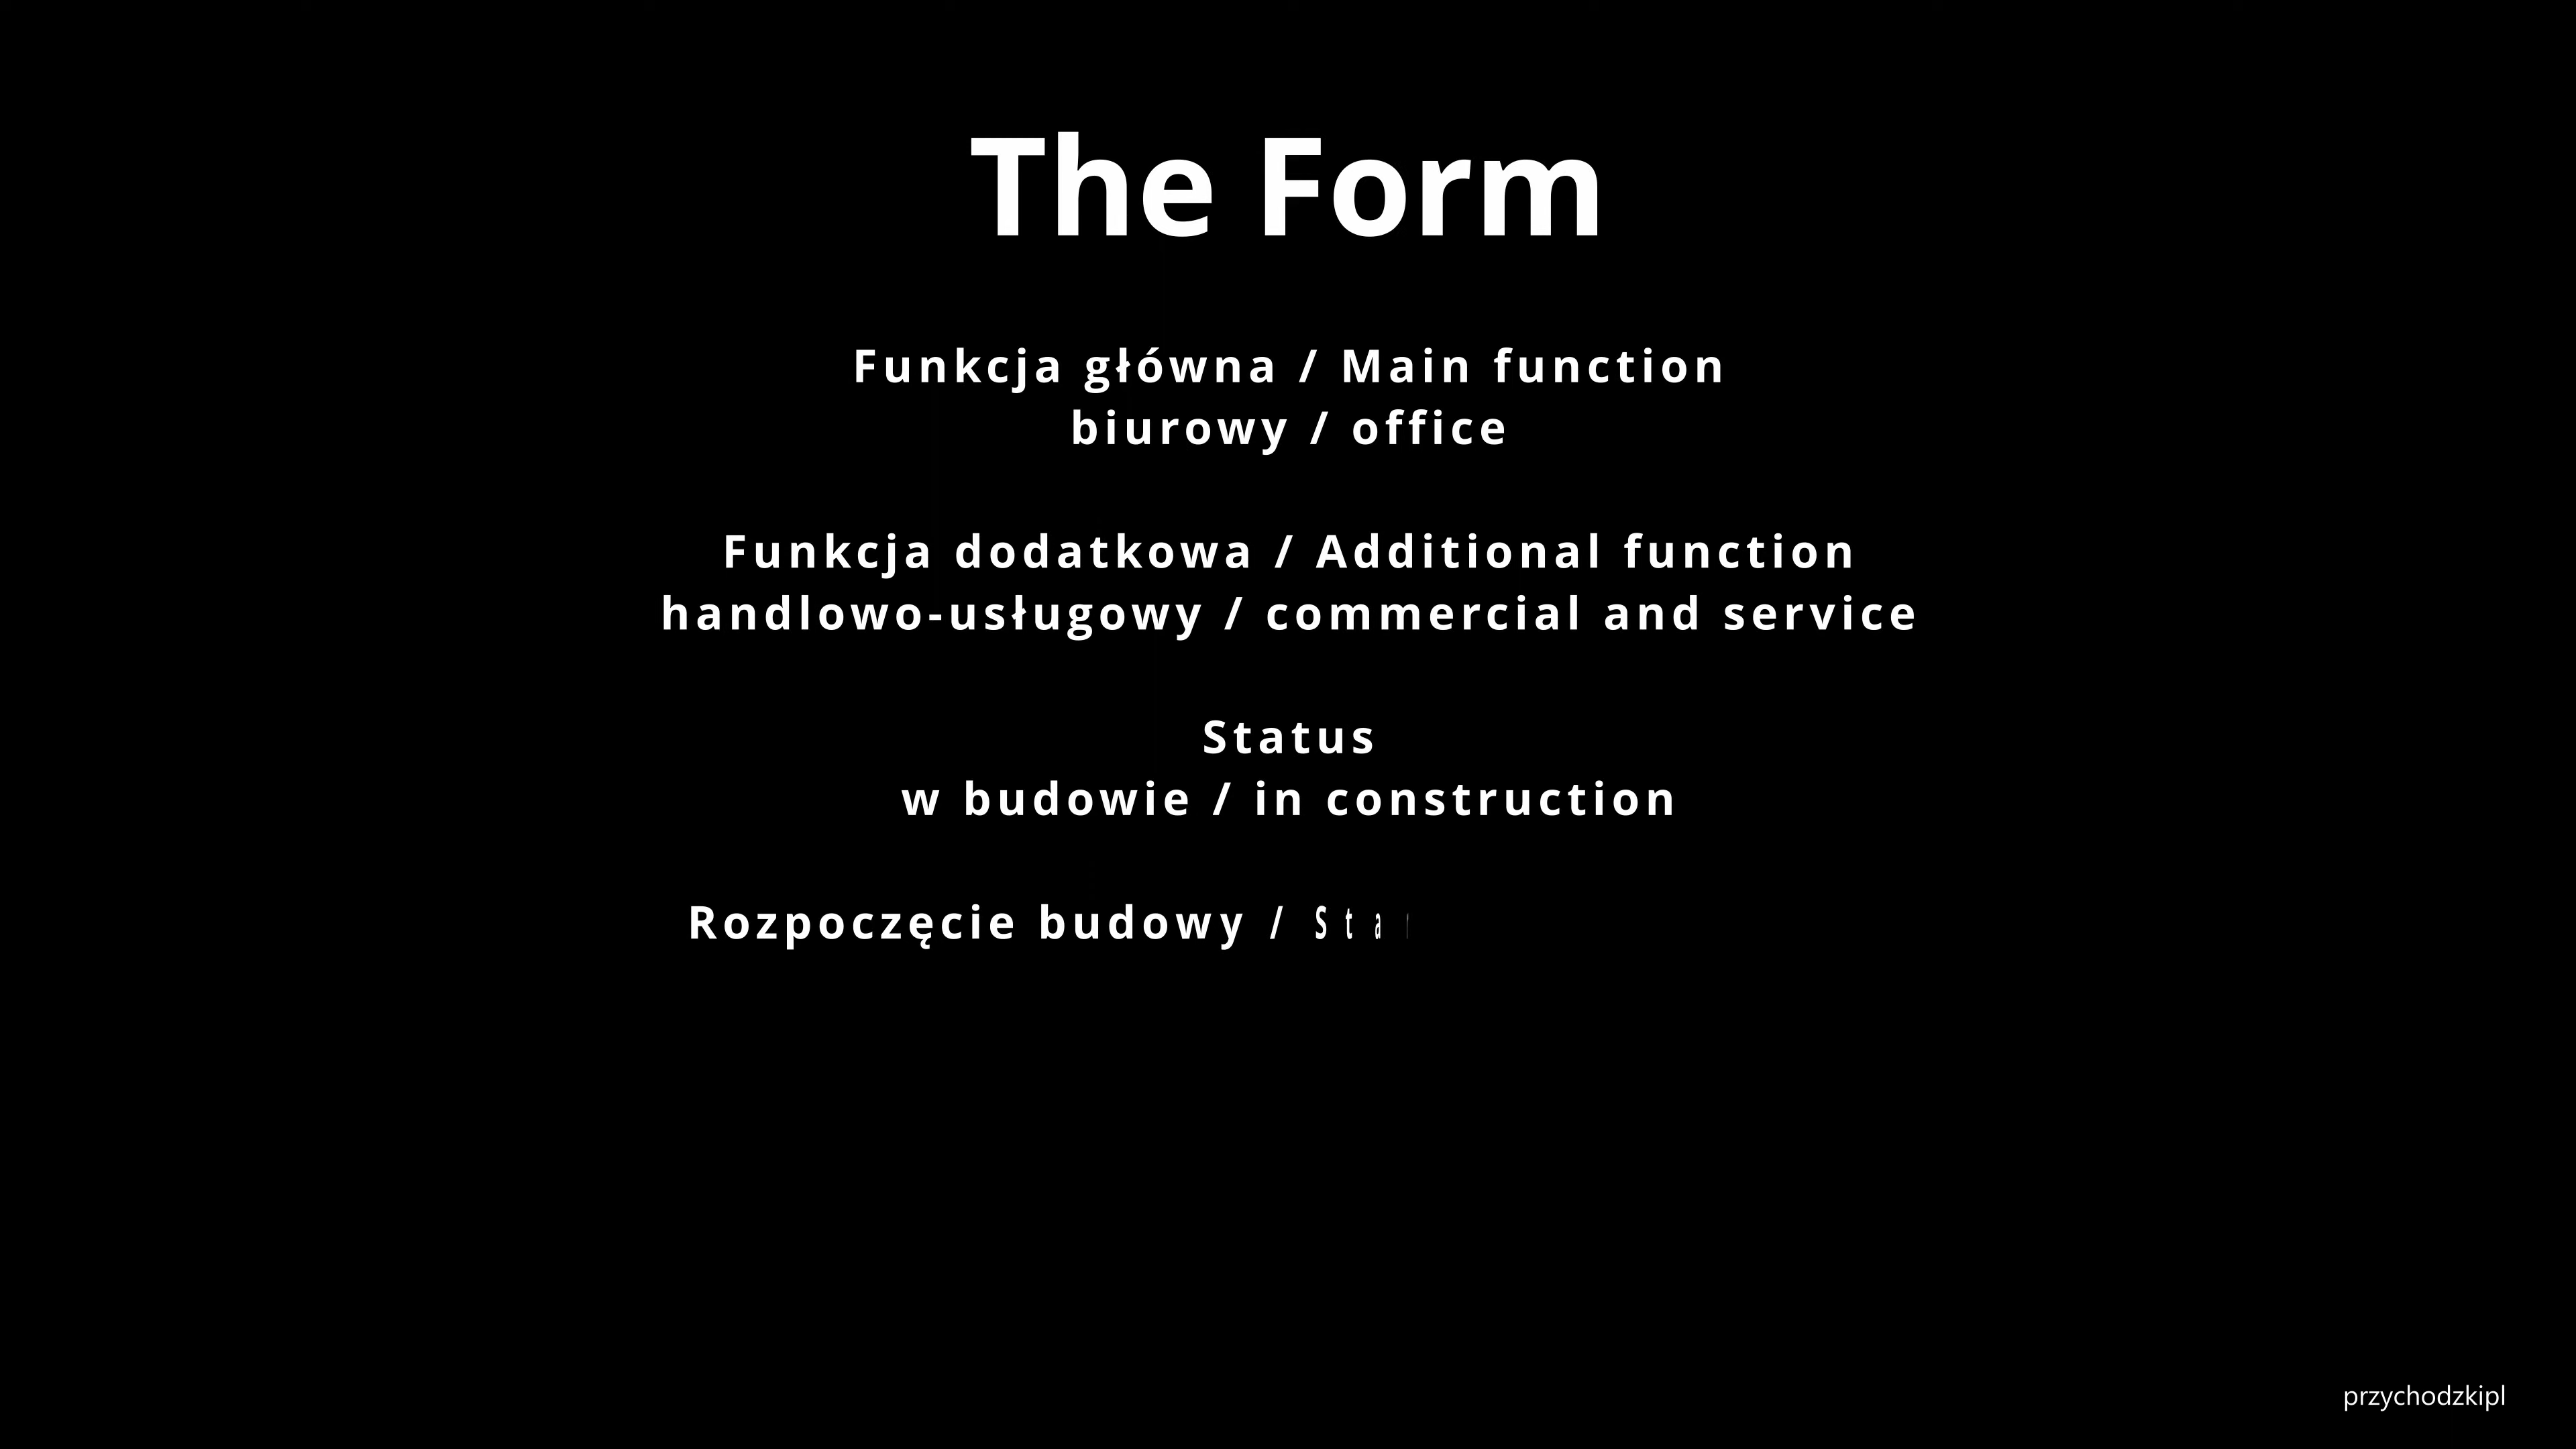 The Form
Funkcja główna / Main function
biurowy / office
Funkcja dodatkowa / Additional function
handlowo-usługowy / commercial and service
Status
w budowie / in construction
Rozpoczęcie budowy / Star
przychodzkipl